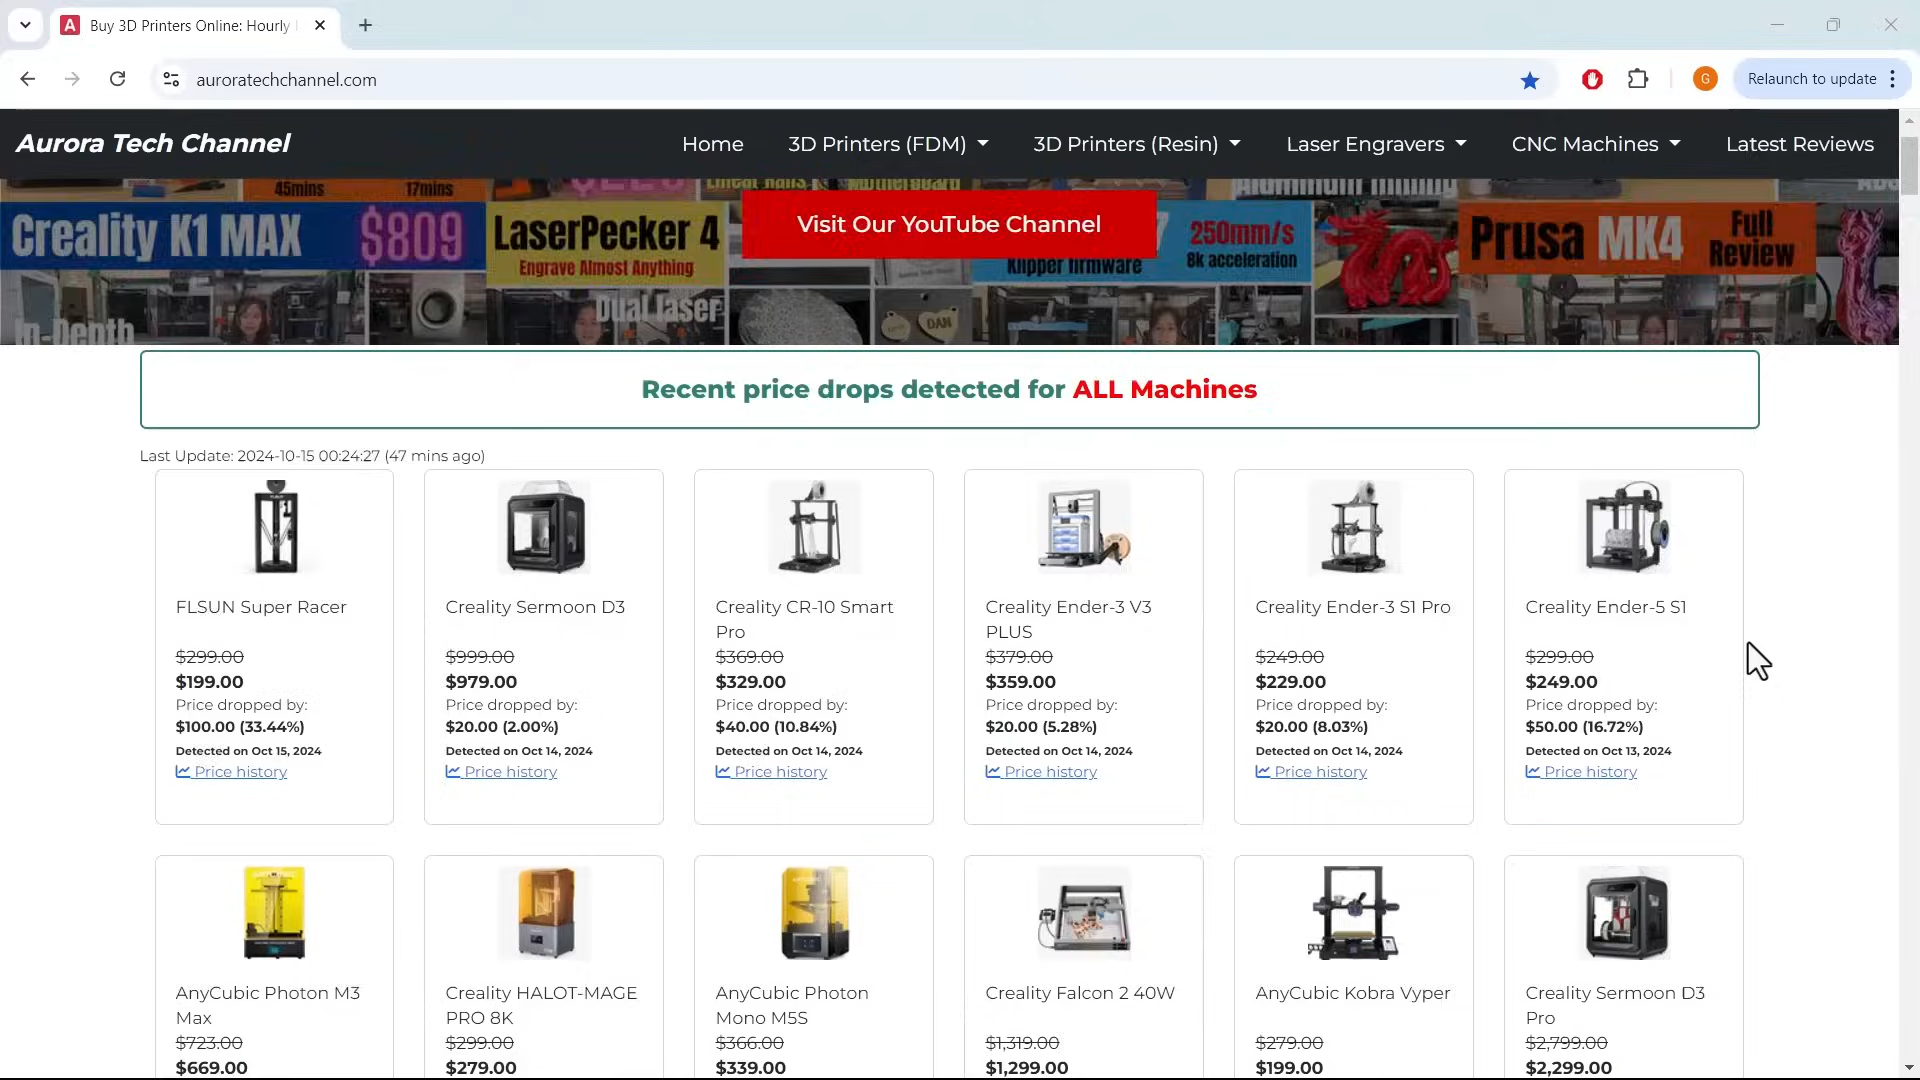 Buy 3D Printers Online: Hourly
auroratechchannel.com
G
Relaunch to update
Aurora Tech Channel
Home
3D Printers (FDM)
3D Printers (Resin)
Laser Engravers
CNC Machines
Latest Reviews
45mins
17mins
Creality K1 MAX
$809
LaserPecker 4
Engrave Almost Anything
Visit Our YouTube Channel
250mm/s
8k acceleration
Klipper firmware
Prusa MK4
Full
Review
In-Depth
Dual laser
DAN
Recent price drops detected for ALL Machines
Last Update: 2024-10-15 00:24:27 (47 mins ago)
FLSUN Super Racer
$299.00
$199.00
Price dropped by:
$100.00 (33.44%)
Detected on Oct 15, 2024
Price history
Creality Sermoon D3
$999.00
$979.00
Price dropped by:
$20.00 (2.00%)
Detected on Oct 14, 2024
Price history
Creality CR-10 Smart
Pro
$369.00
$329.00
Price dropped by:
$40.00 (10.84%)
Detected on Oct 14, 2024
Price history
Creality Ender-3 V3
PLUS
$379.00
$359.00
Price dropped by:
$20.00 (5.28%)
Detected on Oct 14, 2024
Price history
Creality Ender-3 S1 Pro
$249.00
$229.00
Price dropped by:
$20.00 (8.03%)
Detected on Oct 14, 2024
Price history
Creality Ender-5 S1
$299.00
$249.00
Price dropped by:
$50.00 (16.72%)
Detected on Oct 13, 2024
Price history
AnyCubic Photon M3
Max
$723.00
$669.00
Creality HALOT-MAGE
PRO 8K
$299.00
$279.00
AnyCubic Photon
Mono M5S
$366.00
$339.00
Creality Falcon 2 40W
$1,319.00
$1,299.00
AnyCubic Kobra Vyper
$279.00
$199.00
Creality Sermoon D3
Pro
$2,799.00
$2,299.00